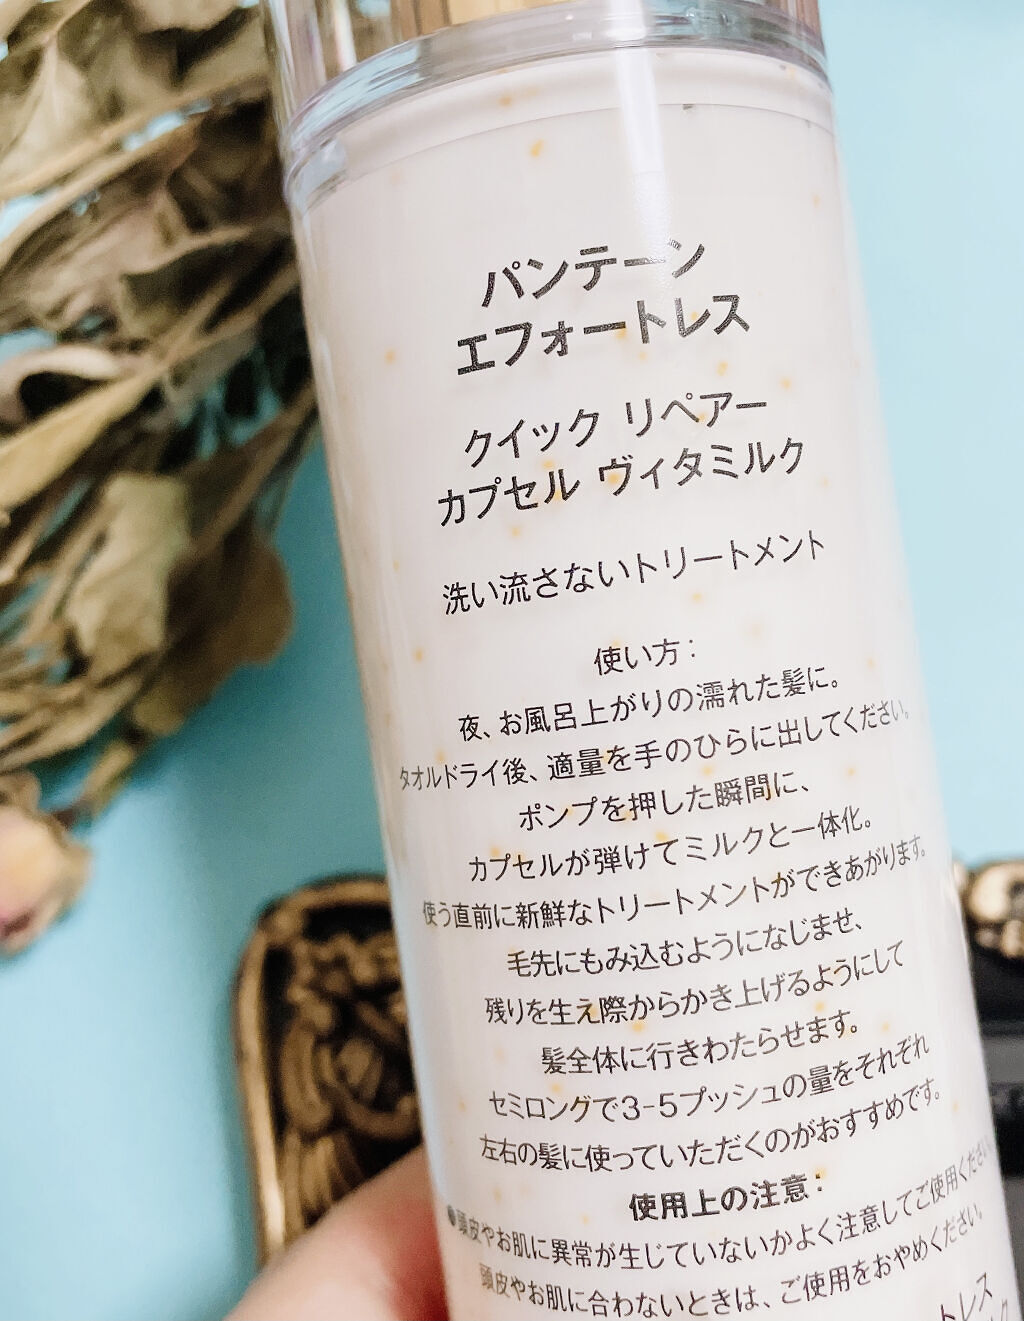 パンテーン
エフォートレス
クイック リペアー
カプセル ヴィタミルク
洗い流さないトリートメント
使い方：
夜、お風呂上がりの濡れた髪に。
タオルドライ後、適量を手のひらに出してください。
ポンプを押した瞬間に、
カプセルが弾けてミルクと一体化。
使う直前に新鮮なトリートメントができあがります。
毛先にもみ込むようになじませ、
残りを生え際からかき上げるようにして
髪全体に行きわたらせます。
セミロングで3-5プッシュの量をそれぞれ
左右の髪に使っていただくのがおすすめです。
使用上の注意：
●頭皮やお肌に異常が生じていないかよく注意してご使用ください。
頭皮やお肌に合わないときは、ご使用をおやめください。
トレス